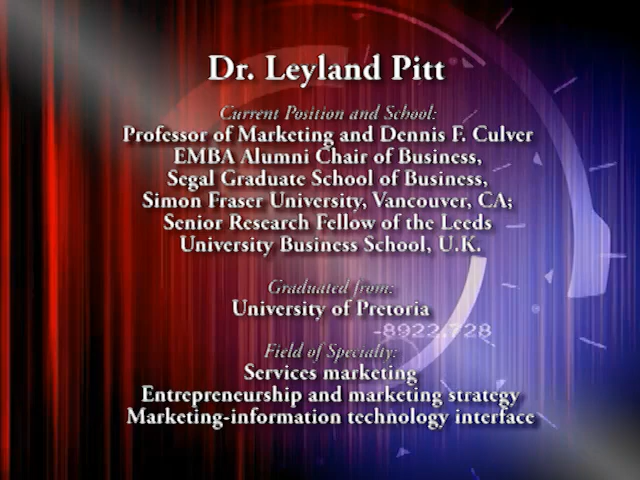 Dr. Leyland Pitt
Current Position and School:
Professor of Marketing and Dennis F. Culver
EMBA Alumni Chair of Business,
Segal Graduate School of Business,
Simon Fraser University, Vancouver, CA;
Senior Research Fellow of the Leeds
University Business School, U.K.
Graduated from:
University of Pretoria
-8922.728
Field of Specialty:
Services marketing
Entrepreneurship and marketing strategy
Marketing-information technology interface